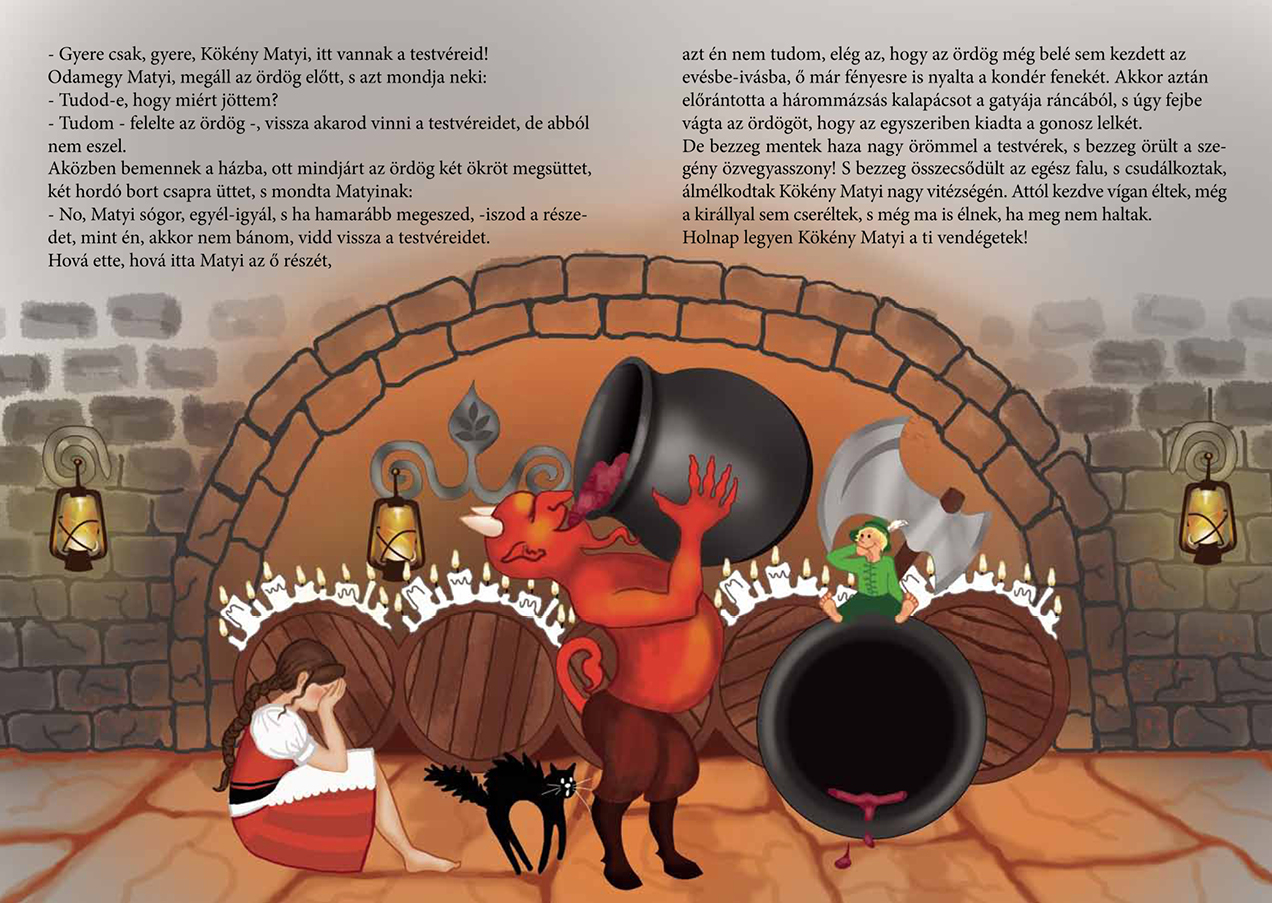 - Gyere csak, gyere, Kökény Matyi, itt vannak a testvéreid!
Odamegy Matyi, megáll az ördög előtt, s azt mondja neki:
- Tudod-e, hogy miért jöttem?
- Tudom - felelte az ördög -, vissza akarod vinni a testvéreidet, de abból
nem eszel.
Aközben bemennek a házba, ott mindjárt az ördög két ökröt megsüttet,
két hordó bort csapra üttet, s mondta Matyinak:
- No, Matyi sógor, egyél-igyál, s ha hamarább megeszed, -iszod a része-
det, mint én, akkor nem bánom, vidd vissza a testvéreidet.
Hová ette, hová itta Matyi az ő részét,
azt én nem tudom, elég az, hogy az ördög még belé sem kezdett az
evésbe-ivásba, ő már fényesre is nyalta a kondér fenekét. Akkor aztán
előrántotta a hárommázsás kalapácsot a gatyája ráncából, s úgy fejbe
vágta az ördögöt, hogy az egyszeriben kiadta a gonosz lelkét.
De bezzeg mentek haza nagy örömmel a testvérek, s bezzeg örült a sze-
gény özvegyasszony! S bezzeg összecsődült az egész falu, s csudálkoztak,
álmélkodtak Kökény Matyi nagy vitézségén. Attól kezdve vígan éltek, még
a királlyal sem cseréltek, s még ma is élnek, ha meg nem haltak.
Holnap legyen Kökény Matyi a ti vendégetek!